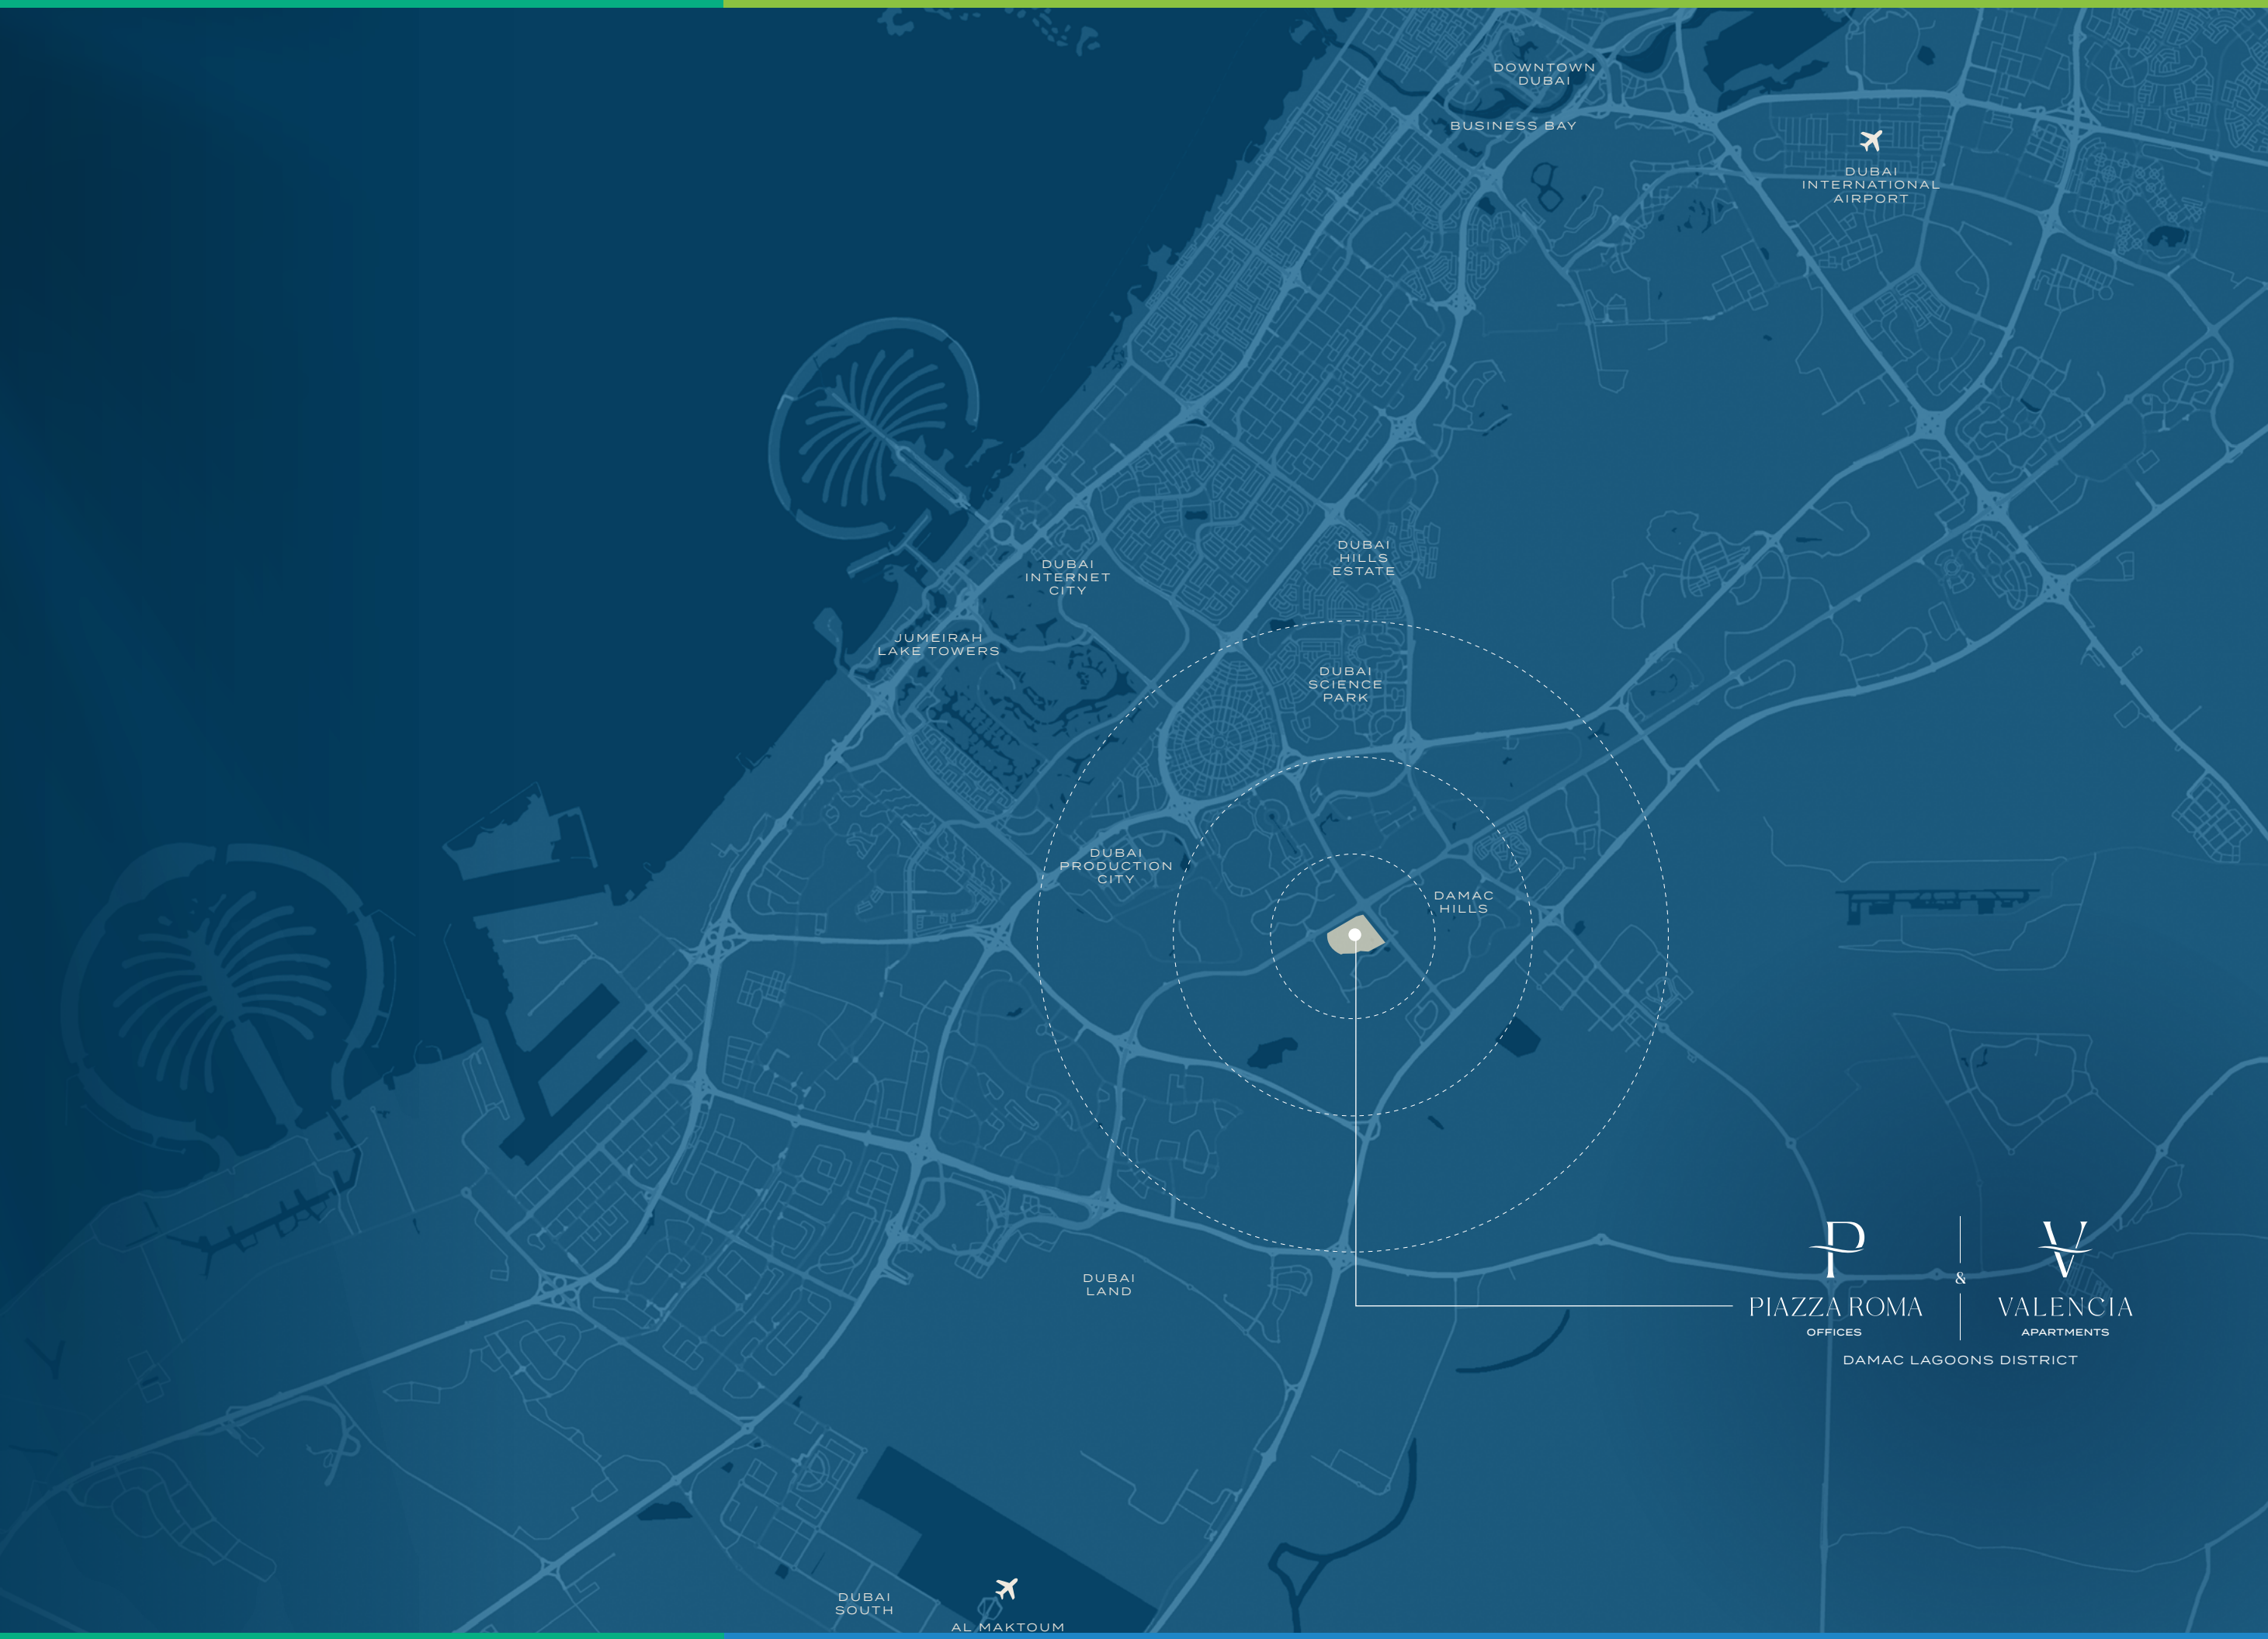 DOWNTOWN
DUBAI
BUSINESS BAY
DUBAI
INTERNATIONAL
AIRPORT
DUBAI
HILLS
ESTATE
DUBAI
INTERNET
CITY
JUMEIRAH
LAKE TOWERS
DUBAI
SCIENCE
PARK
DUBAI
PRODUCTION
CITY
DAMAC
HILLS
DUBAI
LAND
P & V
PIAZZA ROMA
OFFICES
VALENCIA
APARTMENTS
DAMAC LAGOONS DISTRICT
DUBAI
SOUTH
AL MAKTOUM